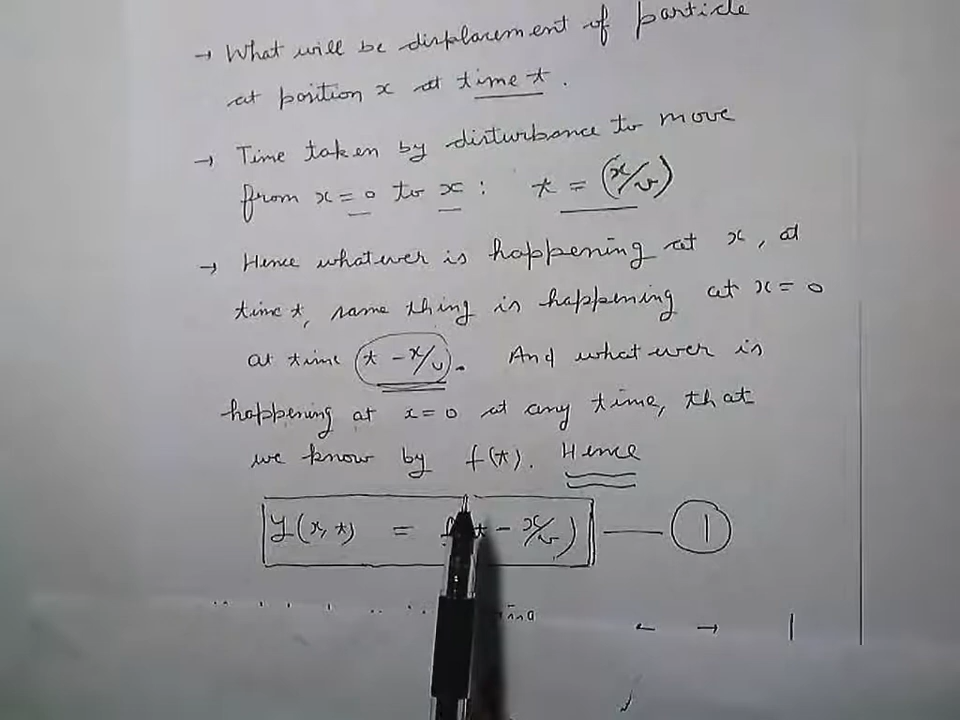 → What will be displacement of particle
at position x at time t.
→ Time taken by disturbance to move
from x=0 to x : t = (x/v)
→ Hence whatever is happening at x, at
time t, same thing is happening at x=0
at time (t - x/v). And whatever is
happening at x=0 at any time, that
we know by f(t). Hence
y(x,t) = f(t - x/v) — 1